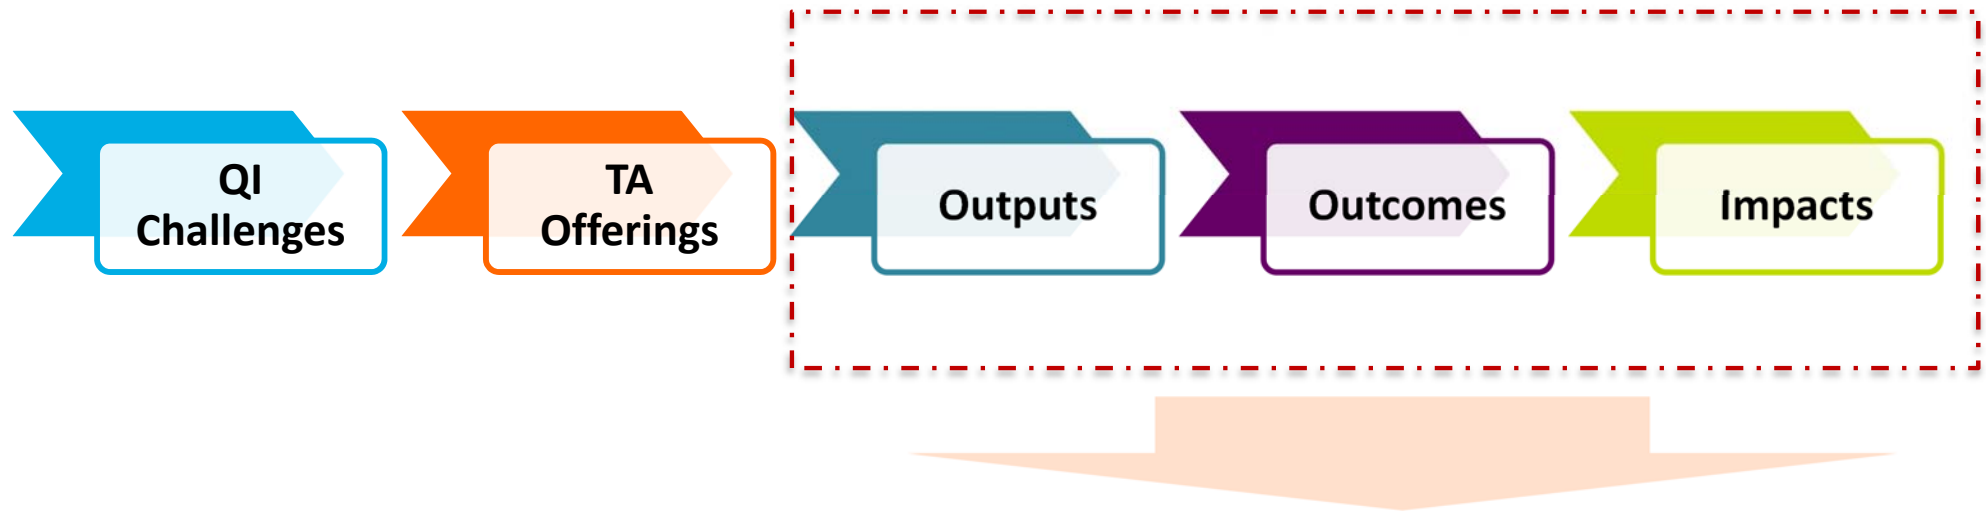 QI
Challenges
TA
Offerings
Outputs
Outcomes
Impacts